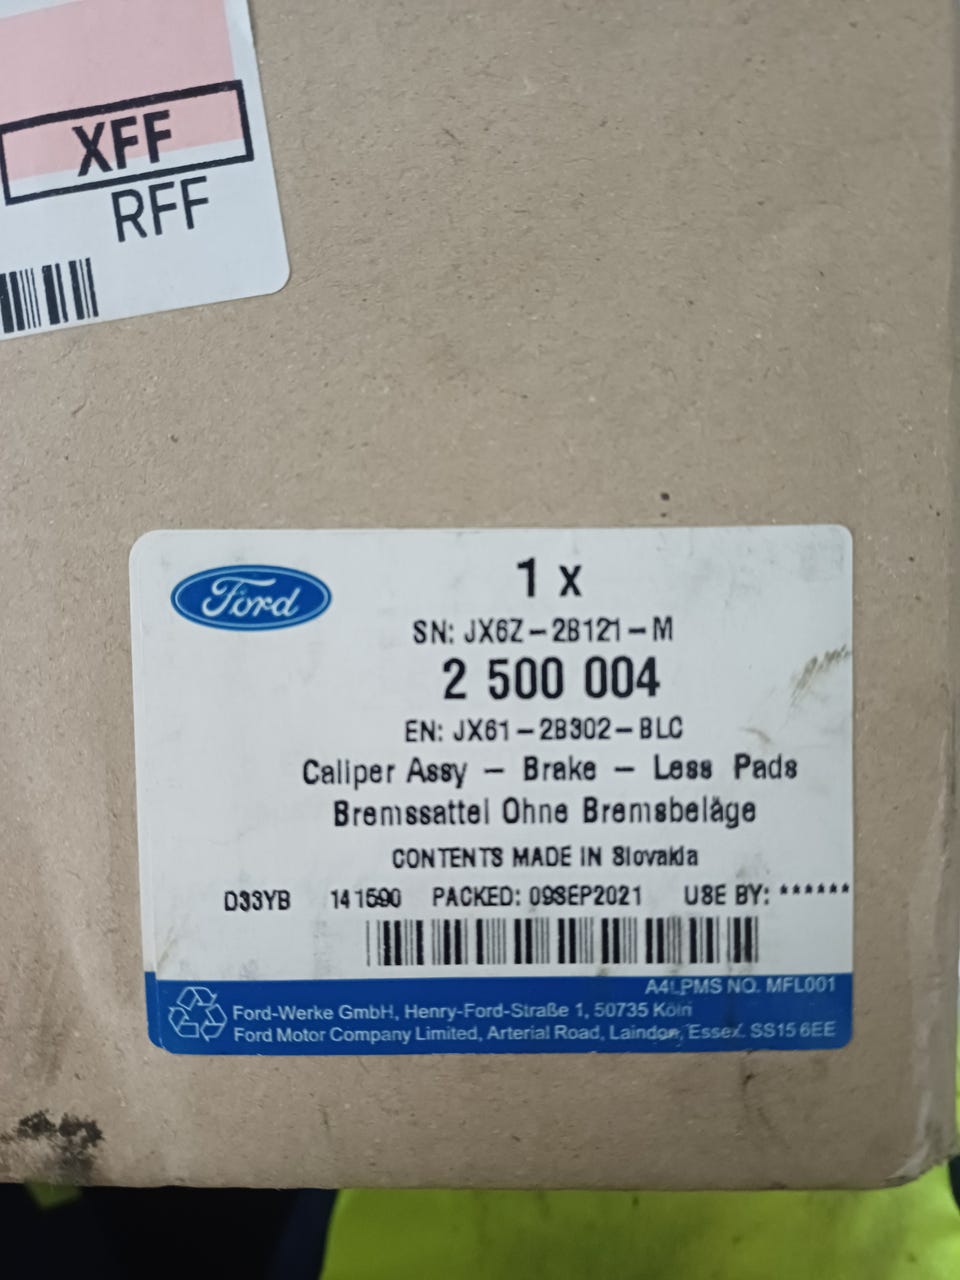 XFF
RFF
Ford
1 x
SN: JX6Z-2B121-M
2 500 004
EN: JX61-2B302-BLC
Caliper Assy - Brake - Less Pads
Bremssattel Ohne Bremsbeläge
CONTENTS MADE IN Slovakia
D33YB 141590 PACKED: 09SEP2021 USE BY: ******
A4LPMS NO. MFL001
Ford-Werke GmbH, Henry-Ford-Straße 1, 50735 Köln
Ford Motor Company Limited, Arterial Road, Laindon, Essex. SS15 6EE